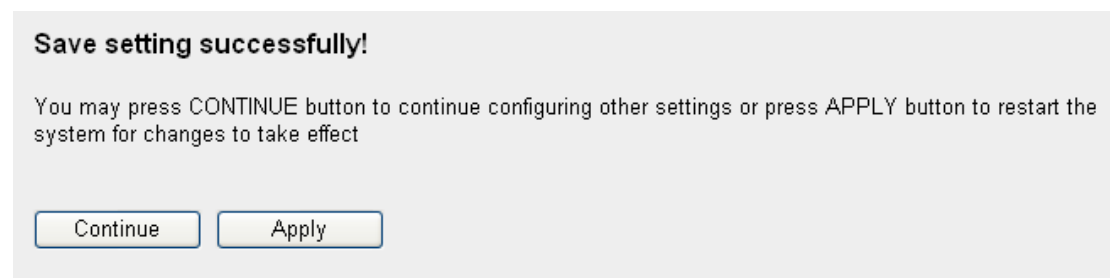 Save setting successfully!
You may press CONTINUE button to continue configuring other settings or press APPLY button to restart the
system for changes to take effect
Continue Apply